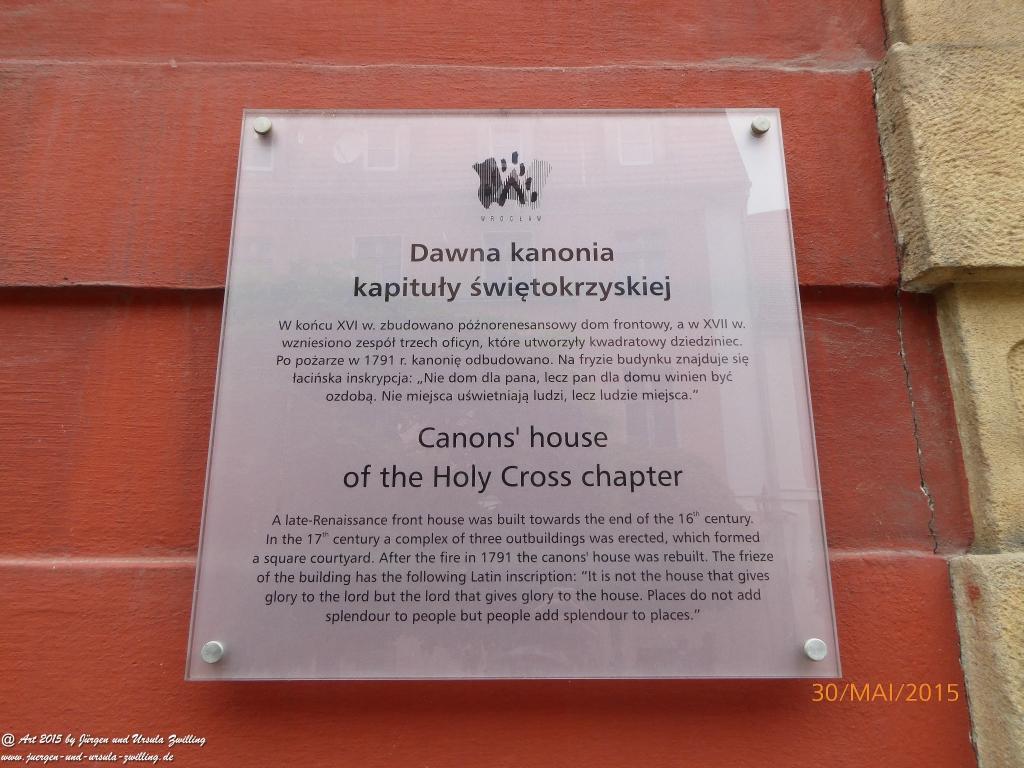 WROCŁAW
Dawna kanonia
kapituły świętokrzyskiej
W końcu XVI w. zbudowano późnorenesansowy dom frontowy, a w XVII w.
wzniesiono zespół trzech oficyn, które utworzyły kwadratowy dziedziniec.
Po pożarze w 1791 r. kanonię odbudowano. Na fryzie budynku znajduje się
łacińska inskrypcja: „Nie dom dla pana, lecz pan dla domu winien być
ozdobą. Nie miejsca uświetniają ludzi, lecz ludzie miejsca.”
Canons' house
of the Holy Cross chapter
A late-Renaissance front house was built towards the end of the 16th century.
In the 17th century a complex of three outbuildings was erected, which formed
a square courtyard. After the fire in 1791 the canons' house was rebuilt. The frieze
of the building has the following Latin inscription: “It is not the house that gives
glory to the lord but the lord that gives glory to the house. Places do not add
splendour to people but people add splendour to places.”
30/MAI/2015
@ Art 2015 by Jürgen und Ursula Zwilling
www.juergen-und-ursula-zwilling.de